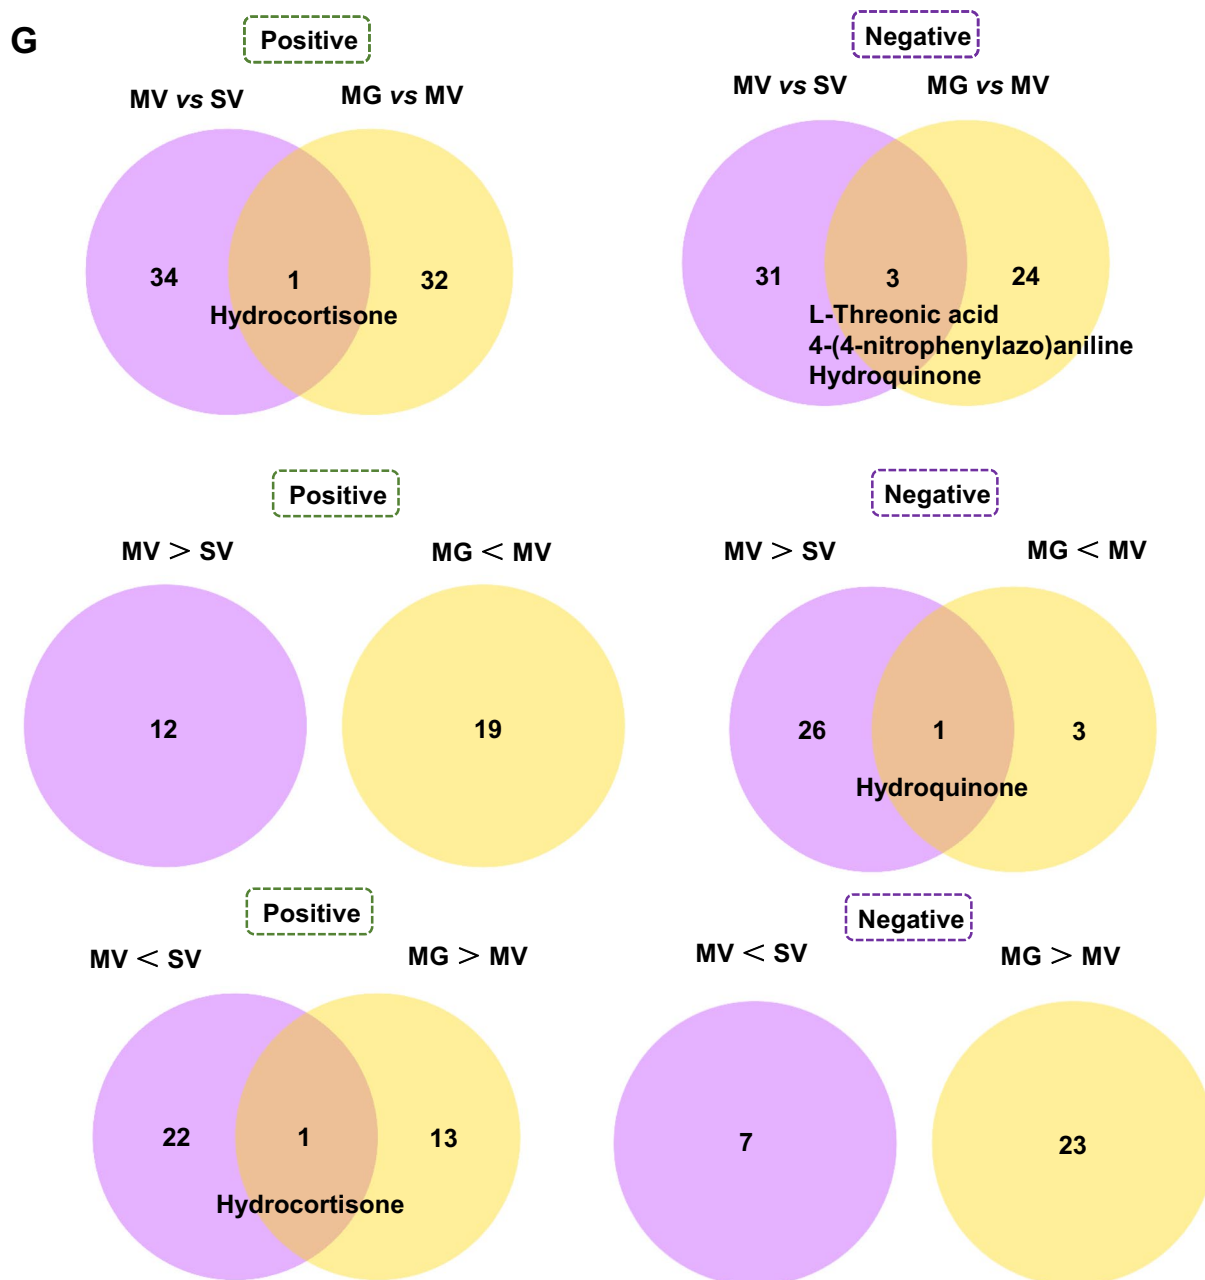 G
Positive
Negative
MV vs SV
MG vs MV
MV vs SV
MG vs MV
34
1
32
Hydrocortisone
31
3
24
L-Threonic acid
4-(4-nitrophenylazo)aniline
Hydroquinone
Positive
Negative
MV > SV
MG < MV
MV > SV
MG < MV
12
19
26
1
3
Hydroquinone
Positive
Negative
MV < SV
MG > MV
MV < SV
MG > MV
22
1
13
Hydrocortisone
7
23